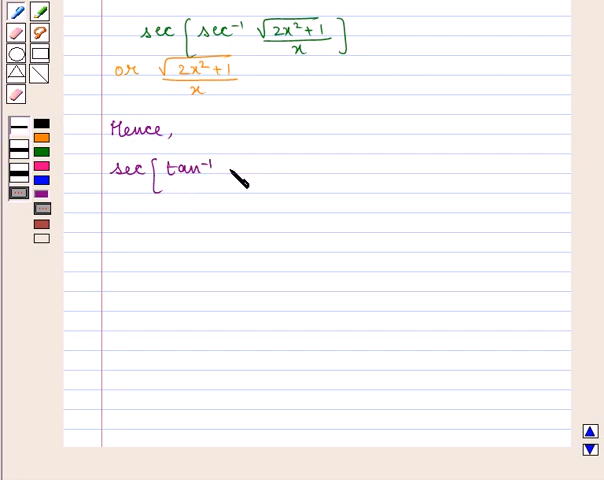 sec [ sec⁻¹ √(2x²+1)/x ]
or √(2x²+1)/x
Hence,
sec [ tan⁻¹